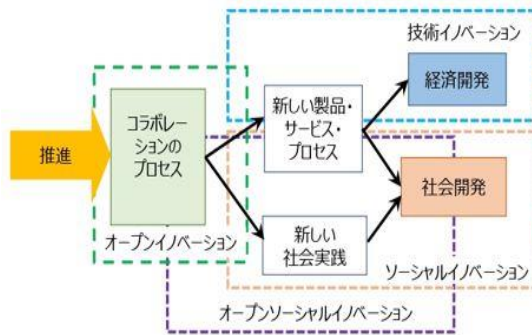 技術イノベーション
経済開発
新しい製品・
サービス・
プロセス
コラボレー
ションの
プロセス
推進
社会開発
新しい
社会実践
オープンイノベーション
ソーシャルイノベーション
オープンソーシャルイノベーション